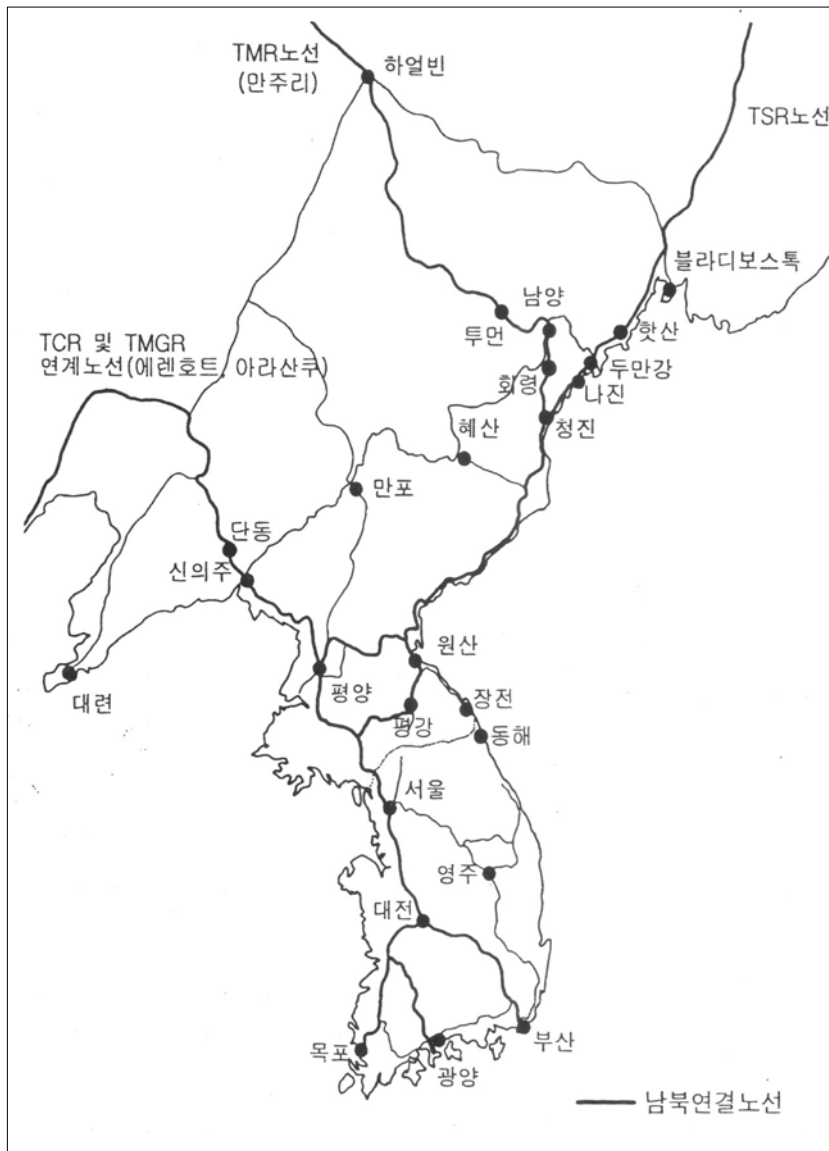 TMR노선
(만주리)
하얼빈
TSR노선
블라디보스톡
남양
투먼
핫산
TCR 및 TMGR
연계노선(에렌호트, 아라산쿠)
회령
두만강
나진
혜산
청진
만포
단동
신의주
원산
대련
평양
장전
평강
동해
서울
영주
대전
부산
목포
광양
남북연결노선